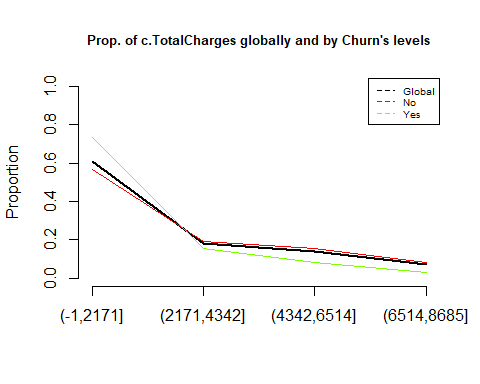 Prop. of c.TotalCharges globally and by Churn's levels
Global
No
Yes
Proportion
1.0
0.8
0.6
0.4
0.2
0.0
(-1,2171]
(2171,4342]
(4342,6514]
(6514,8685]